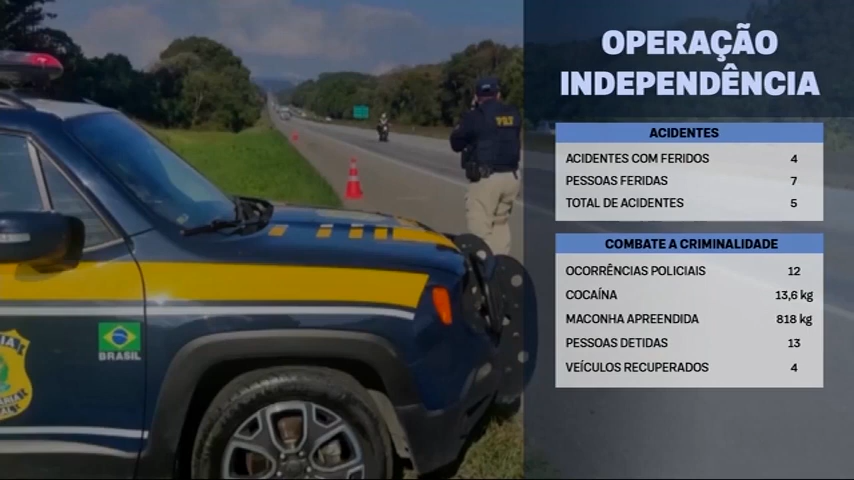 OPERAÇÃO
INDEPENDÊNCIA
ACIDENTES
ACIDENTES COM FERIDOS 4
PESSOAS FERIDAS 7
TOTAL DE ACIDENTES 5
COMBATE A CRIMINALIDADE
OCORRÊNCIAS POLICIAIS 12
COCAÍNA 13,6 kg
MACONHA APREENDIDA 818 kg
PESSOAS DETIDAS 13
VEÍCULOS RECUPERADOS 4
PRF
BRASIL